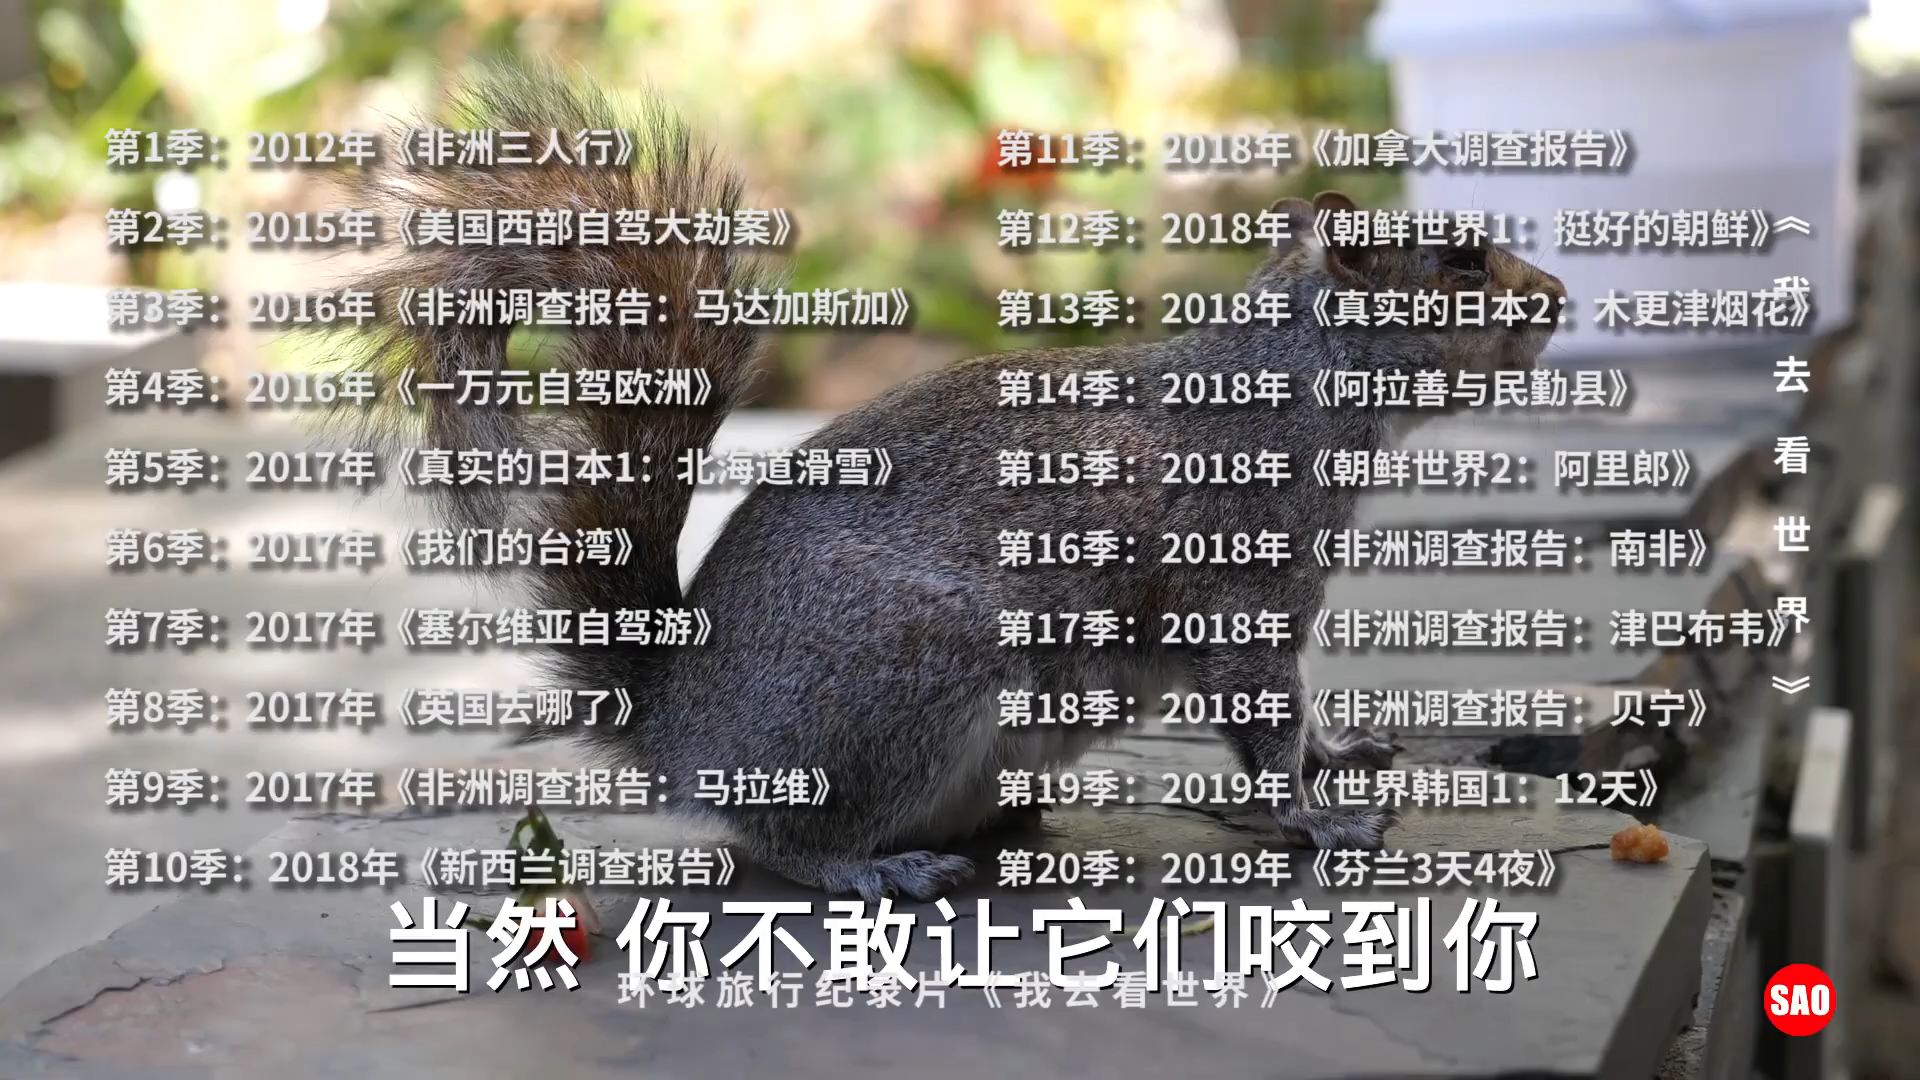 第1季：2012年《非洲三人行》
第2季：2015年《美国西部自驾大劫案》
第3季：2016年《非洲调查报告：马达加斯加》
第4季：2016年《一万元自驾欧洲》
第5季：2017年《真实的日本1：北海道滑雪》
第6季：2017年《我们的台湾》
第7季：2017年《塞尔维亚自驾游》
第8季：2017年《英国去哪了》
第9季：2017年《非洲调查报告：马拉维》
第10季：2018年《新西兰调查报告》
第11季：2018年《加拿大调查报告》
第12季：2018年《朝鲜世界1：挺好的朝鲜》
第13季：2018年《真实的日本2：木更津烟花》
第14季：2018年《阿拉善与民勤县》
第15季：2018年《朝鲜世界2：阿里郎》
第16季：2018年《非洲调查报告：南非》
第17季：2018年《非洲调查报告：津巴布韦》
第18季：2018年《非洲调查报告：贝宁》
第19季：2019年《世界韩国1：12天》
第20季：2019年《芬兰3天4夜》
《我去看世界》
当然 你不敢让它们咬到你
环球旅行纪录片《我去看世界》
SAO